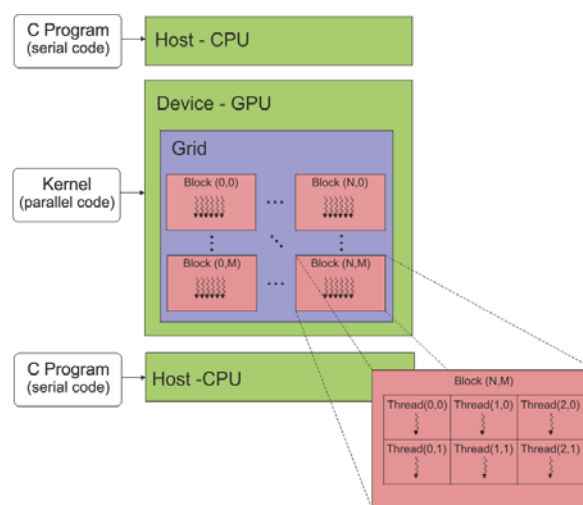 C Program
(serial code)
Host - CPU
Device - GPU
Grid
Kernel
(parallel code)
Block (0,0)
Block (N,0)
Block (0,M)
Block (N,M)
C Program
(serial code)
Host -CPU
Block (N,M)
Thread(0,0) Thread(1,0) Thread(2,0)
Thread(0,1) Thread(1,1) Thread(2,1)